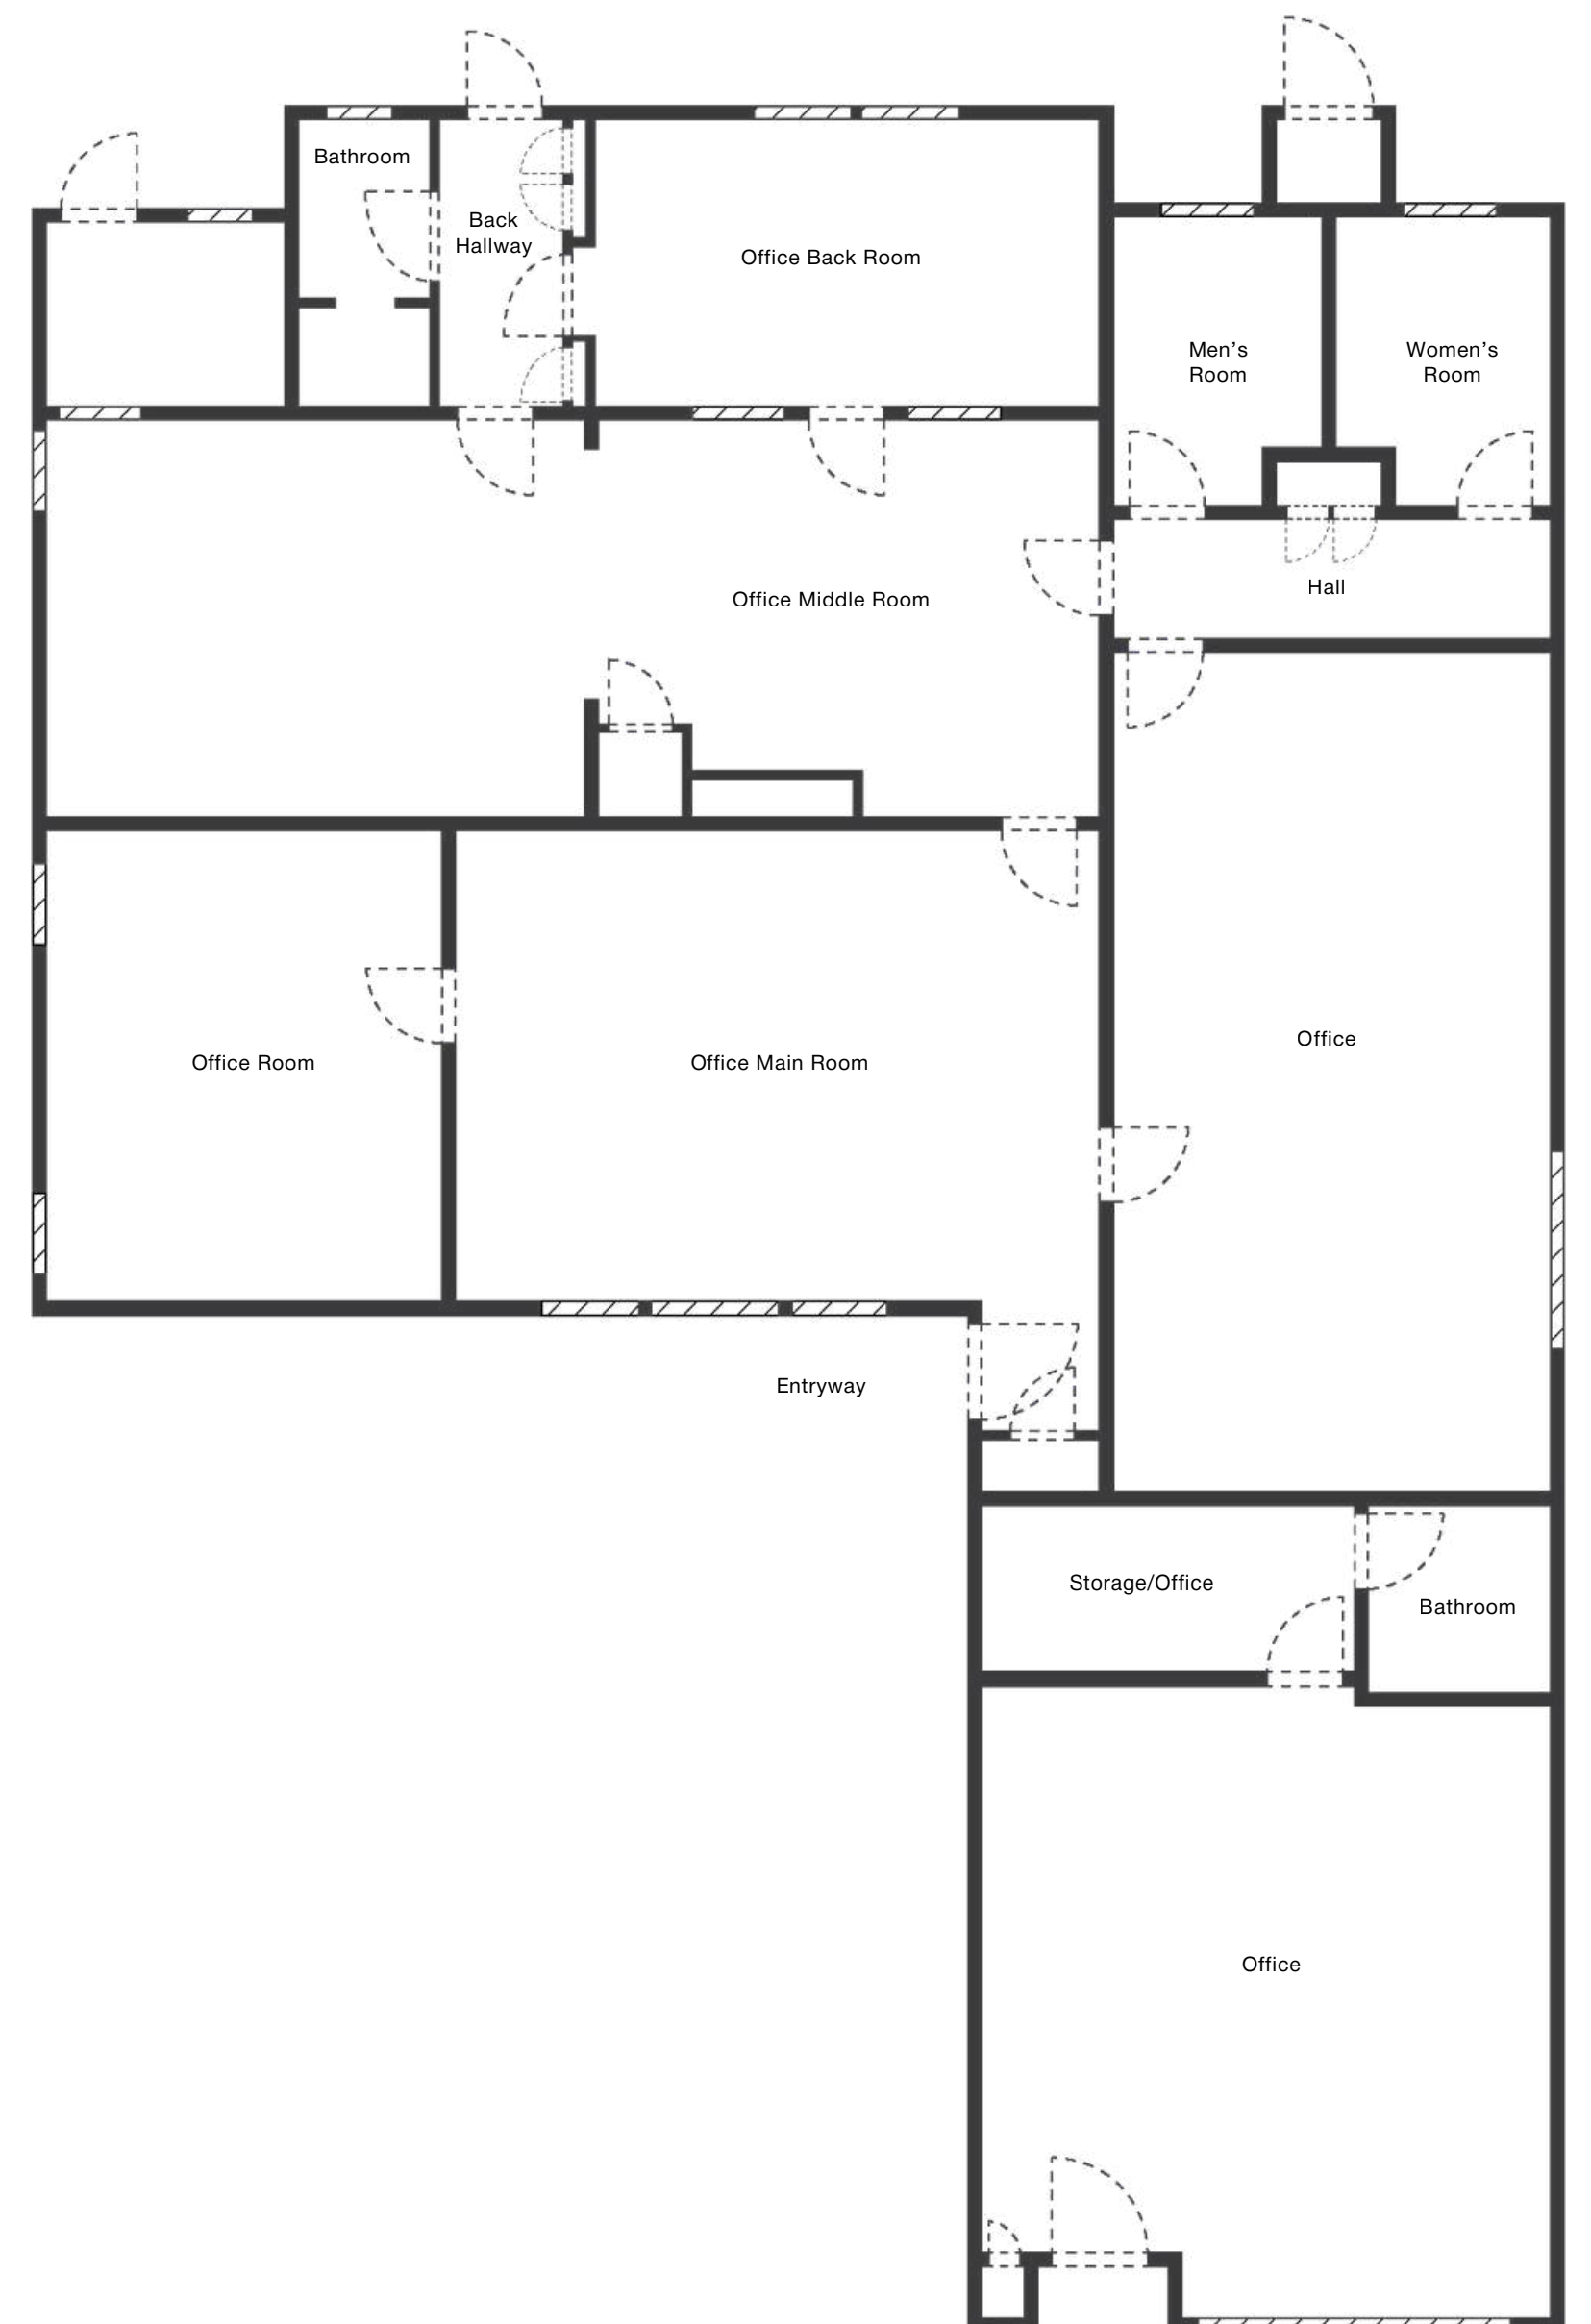 Bathroom
Back
Hallway
Office Back Room
Men's
Room
Women's
Room
Hall
Office Middle Room
Office
Office Room
Office Main Room
Entryway
Storage/Office
Bathroom
Office